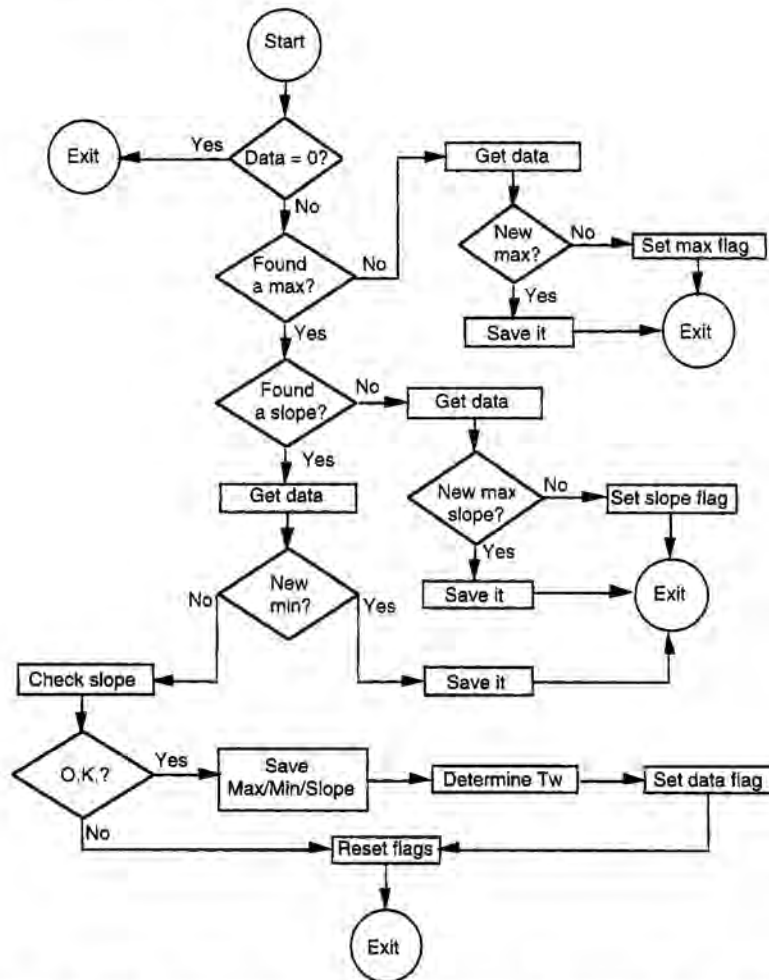 Start
Exit
Yes
Data = 0?
No
Get data
Found
a max?
No
New
max?
No
Set max flag
Yes
Yes
Save it
Exit
Found
a slope?
No
Get data
Yes
Get data
New max
slope?
No
Set slope flag
Yes
New
min?
No
Yes
Save it
Exit
Check slope
Save it
O.K.?
Yes
Save
Max/Min/Slope
Determine Tw
Set data flag
No
Reset flags
Exit